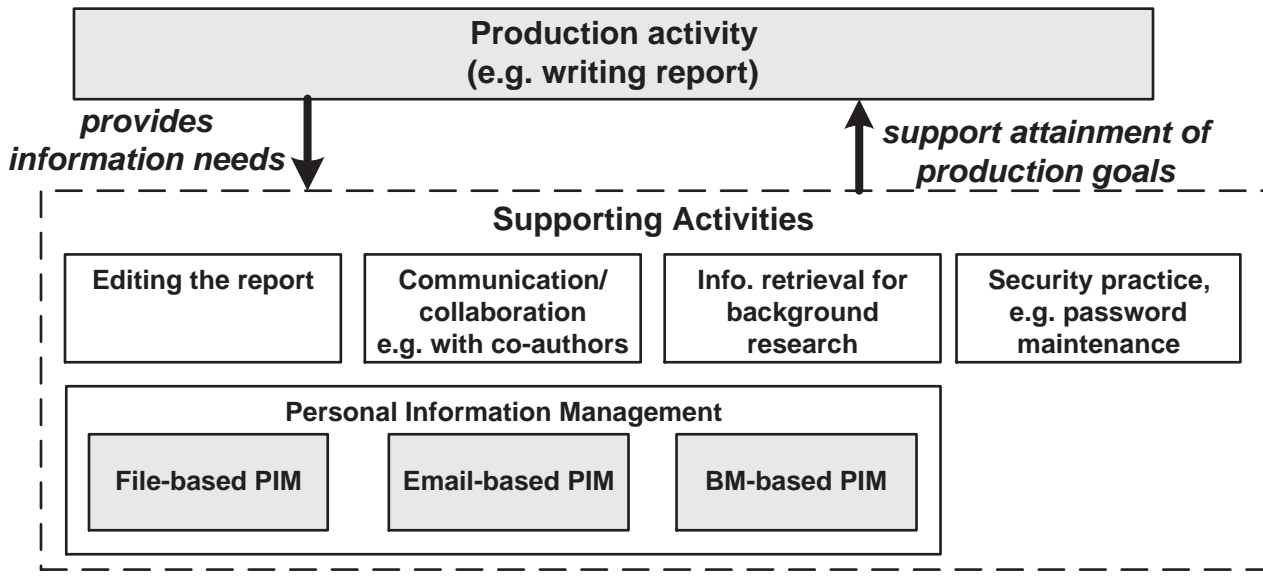 Production activity
(e.g. writing report)
provides
information needs
support attainment of
production goals
Supporting Activities
Editing the report
Communication/
collaboration
e.g. with co-authors
Info. retrieval for
background
research
Security practice,
e.g. password
maintenance
Personal Information Management
File-based PIM
Email-based PIM
BM-based PIM